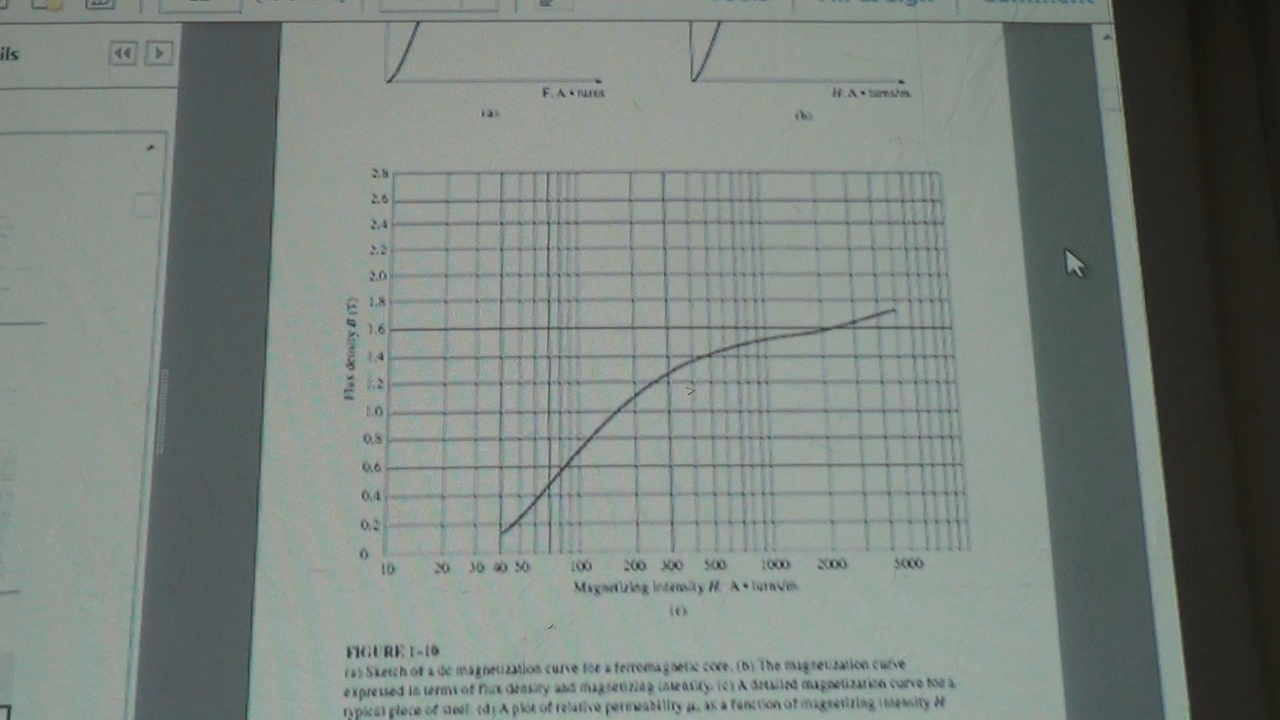 ils
F, A • turns
H, A • turns/m
(a)
(b)
2.8
2.6
2.4
2.2
2.0
1.8
1.6
1.4
1.2
1.0
0.8
0.6
0.4
0.2
0
Flux density B (T)
10 20 30 40 50 100 200 300 500 1000 2000 5000
Magnetizing intensity H, A • turns/m
(c)
FIGURE 1–10
(a) Sketch of a dc magnetization curve for a ferromagnetic core. (b) The magnetization curve
expressed in terms of flux density and magnetizing intensity. (c) A detailed magnetization curve for a
typical piece of steel. (d) A plot of relative permeability μr as a function of magnetizing intensity H